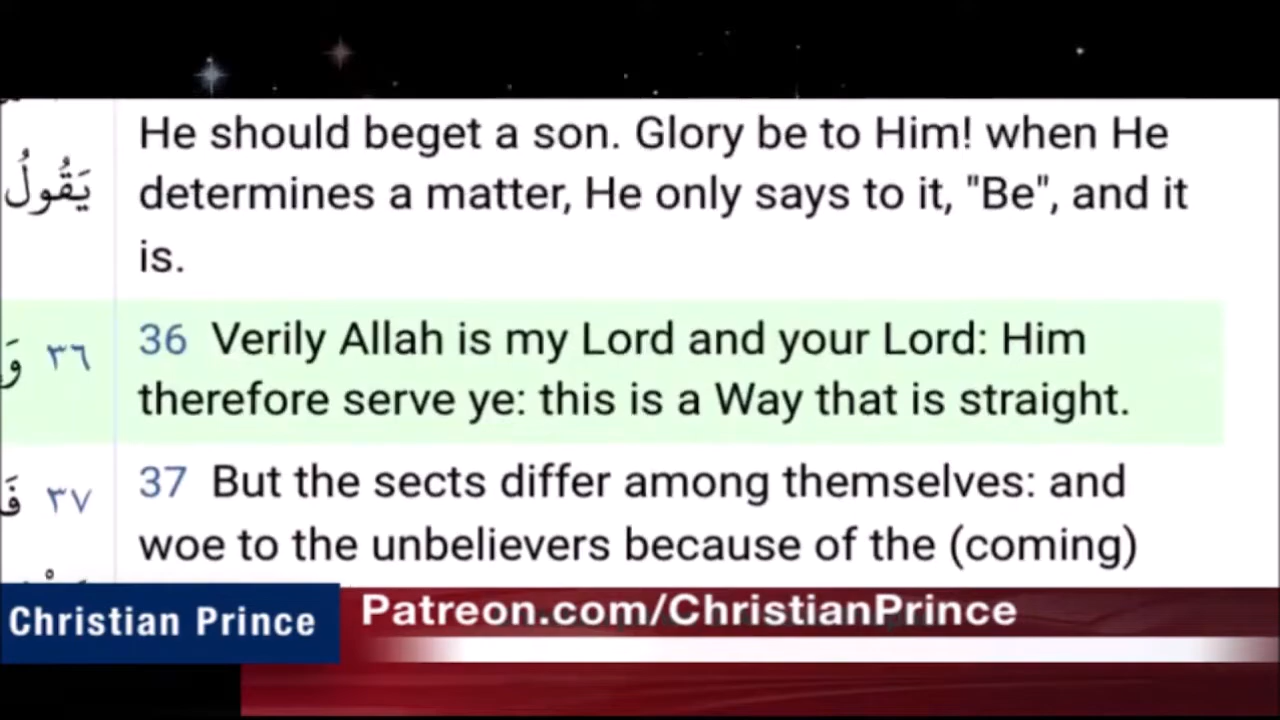 He should beget a son. Glory be to Him! when He
يَقُولُ determines a matter, He only says to it, "Be", and it
is.
٣٦ 36 Verily Allah is my Lord and your Lord: Him
therefore serve ye: this is a Way that is straight.
٣٧ 37 But the sects differ among themselves: and
woe to the unbelievers because of the (coming)
Christian Prince
Patreon.com/ChristianPrince